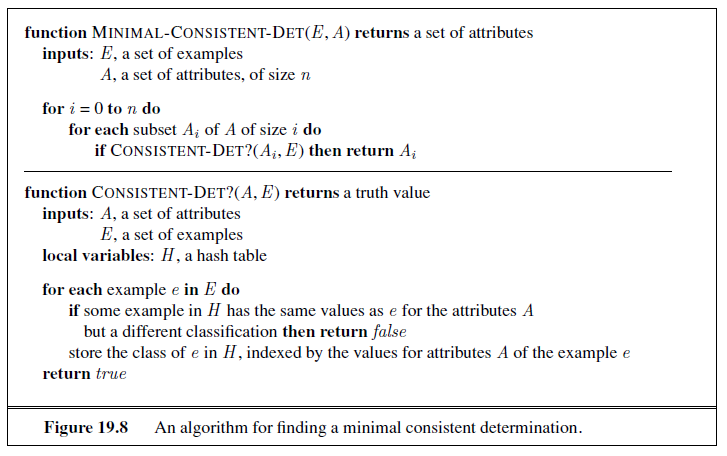 function MINIMAL-CONSISTENT-DET(E, A) returns a set of attributes
inputs: E, a set of examples
A, a set of attributes, of size n
for i = 0 to n do
for each subset Aᵢ of A of size i do
if CONSISTENT-DET?(Aᵢ, E) then return Aᵢ
function CONSISTENT-DET?(A, E) returns a truth value
inputs: A, a set of attributes
E, a set of examples
local variables: H, a hash table
for each example e in E do
if some example in H has the same values as e for the attributes A
but a different classification then return false
store the class of e in H, indexed by the values for attributes A of the example e
return true
Figure 19.8 An algorithm for finding a minimal consistent determination.